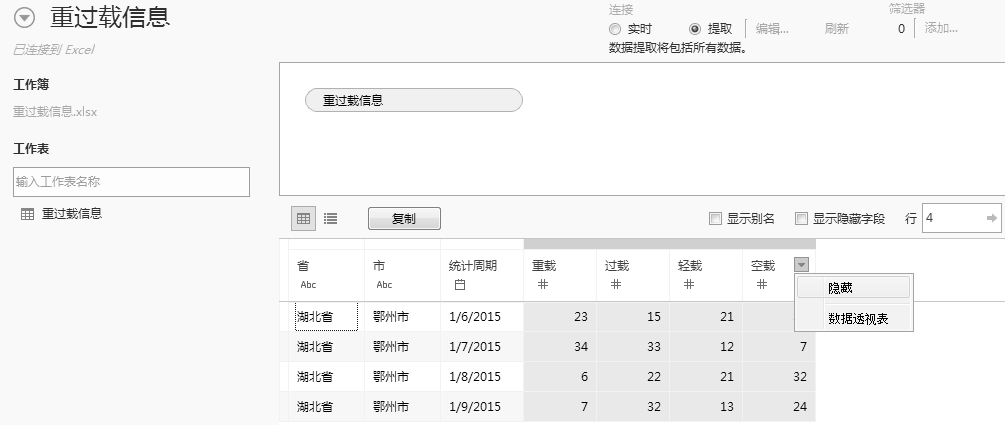 重过载信息
已连接到 Excel
连接
实时 提取 编辑... 刷新
数据提取将包括所有数据。
筛选器
0 添加...
工作簿
重过载信息.xlsx
工作表
输入工作表名称
重过载信息
重过载信息
复制 显示别名 显示隐藏字段 行 4
省 市 统计周期 重载 过载 轻载 空载
Abc Abc
隐藏
数据透视表
湖北省 鄂州市 1/6/2015 23 15 21
湖北省 鄂州市 1/7/2015 34 33 12 7
湖北省 鄂州市 1/8/2015 6 22 21 32
湖北省 鄂州市 1/9/2015 7 32 13 24